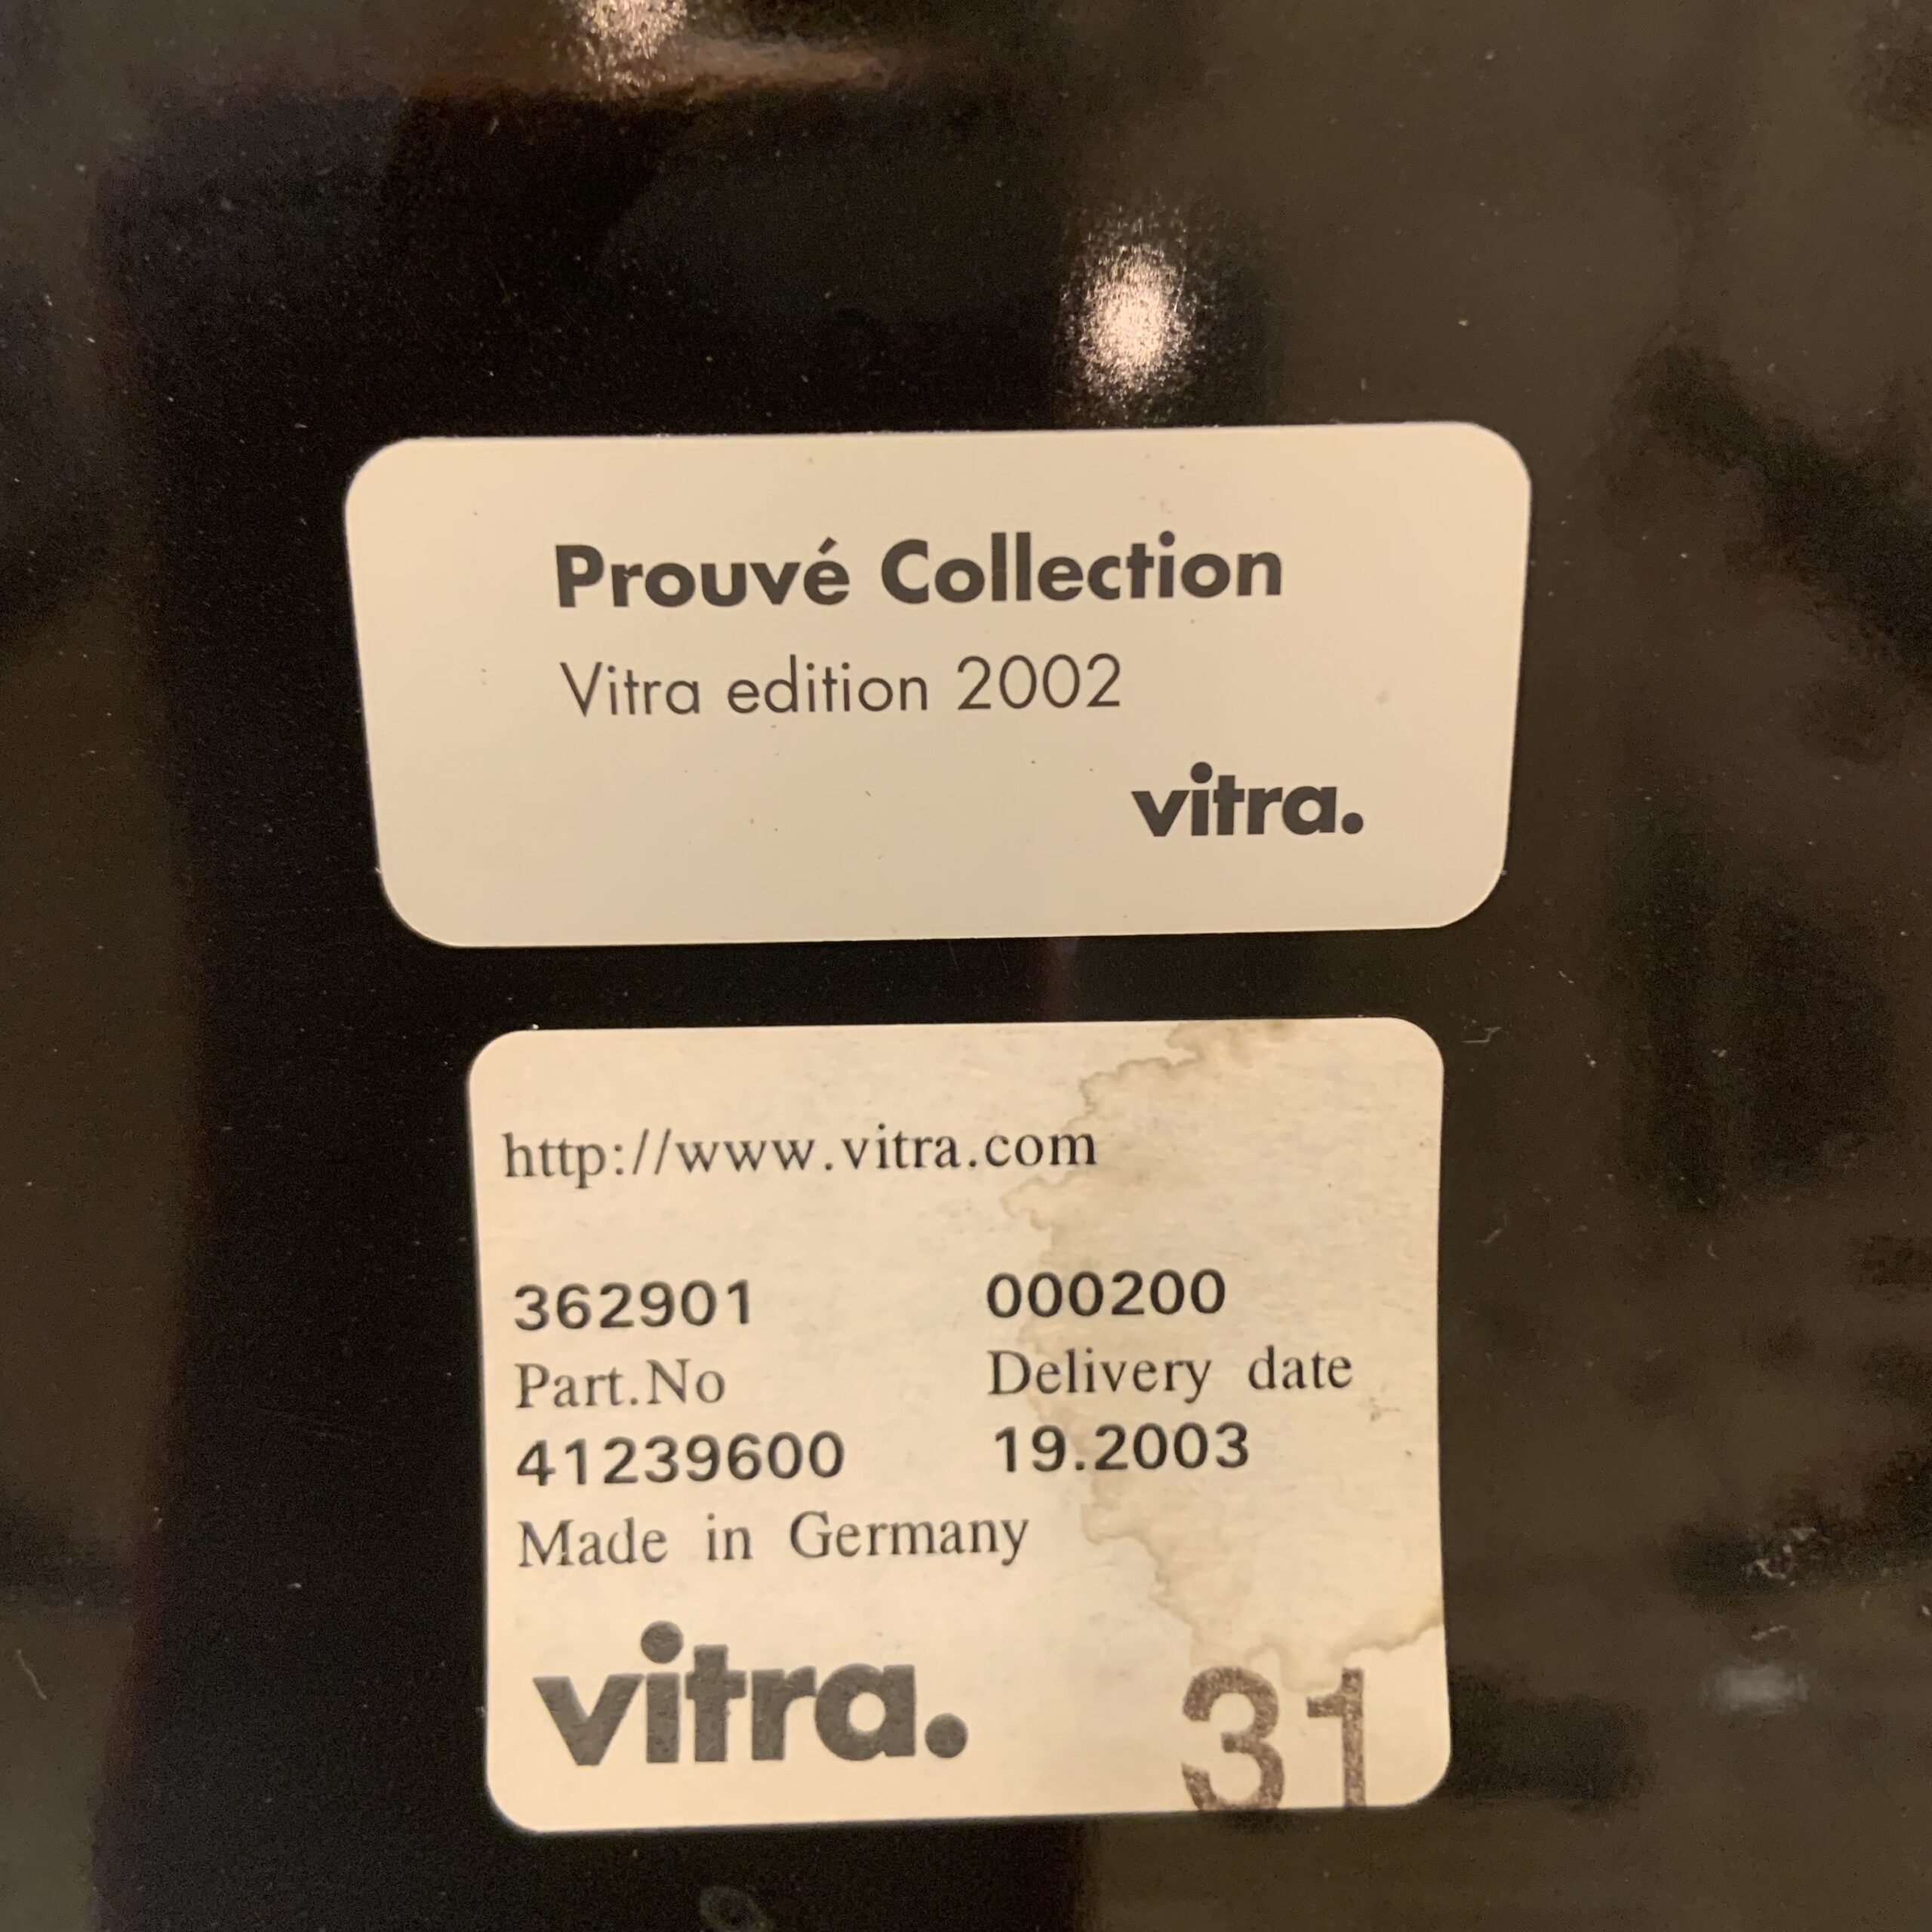 Prouvé Collection
Vitra edition 2002
vitra.
http://www.vitra.com
362901 000200
Part.No Delivery date
41239600 19.2003
Made in Germany
vitra. 31